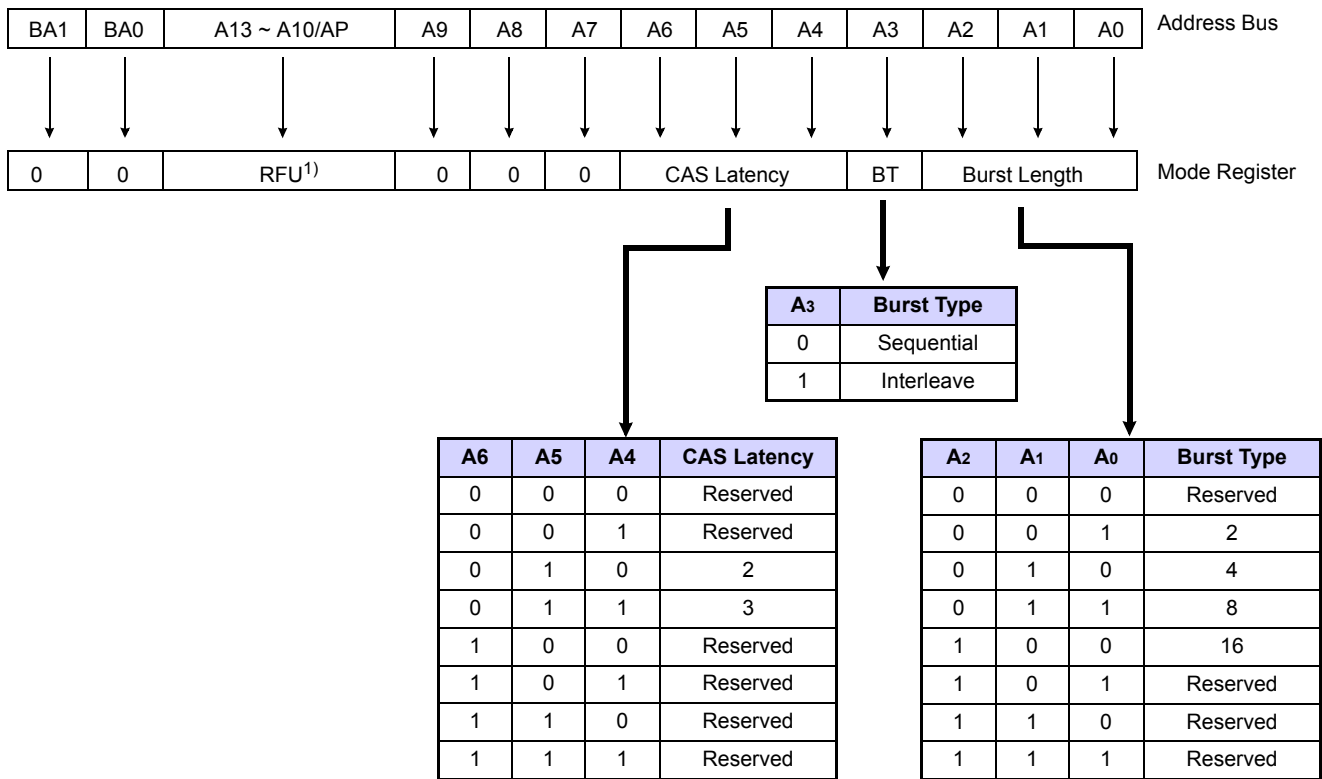 BA1 BA0 A13 ~ A10/AP A9 A8 A7 A6 A5 A4 A3 A2 A1 A0 Address Bus
0 0 RFU1) 0 0 0 CAS Latency BT Burst Length Mode Register
A3 Burst Type
0 Sequential
1 Interleave
A6 A5 A4 CAS Latency
0 0 0 Reserved
0 0 1 Reserved
0 1 0 2
0 1 1 3
1 0 0 Reserved
1 0 1 Reserved
1 1 0 Reserved
1 1 1 Reserved
A2 A1 A0 Burst Type
0 0 0 Reserved
0 0 1 2
0 1 0 4
0 1 1 8
1 0 0 16
1 0 1 Reserved
1 1 0 Reserved
1 1 1 Reserved